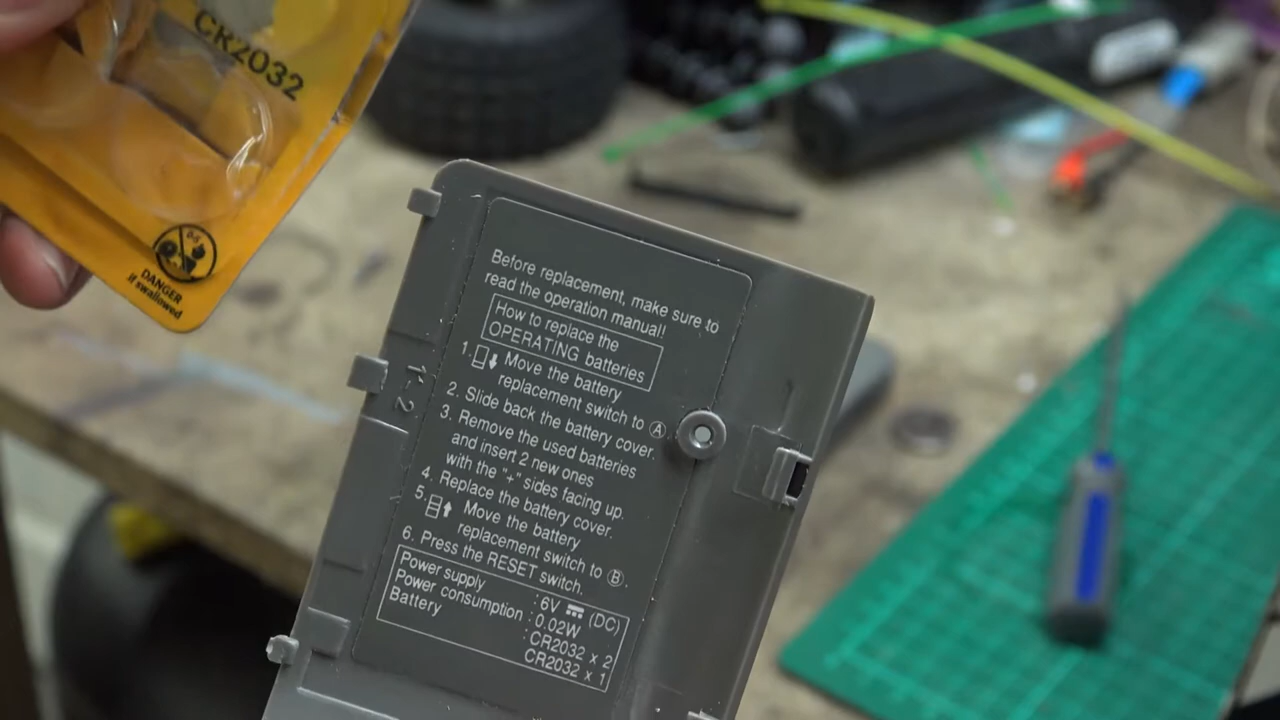 CR2032
DANGER
if swallowed
Before replacement, make sure to
read the operation manual!
How to replace the
OPERATING batteries
1. Move the battery
replacement switch to Ⓐ
2. Slide back the battery cover.
3. Remove the used batteries
and insert 2 new ones
with the "+" sides facing up.
4. Replace the battery cover.
5. Move the battery
replacement switch to Ⓑ.
6. Press the RESET switch.
Power supply : 6V (DC)
Power consumption : 0.02W
Battery : CR2032 x 2
CR2032 x 1
1-2